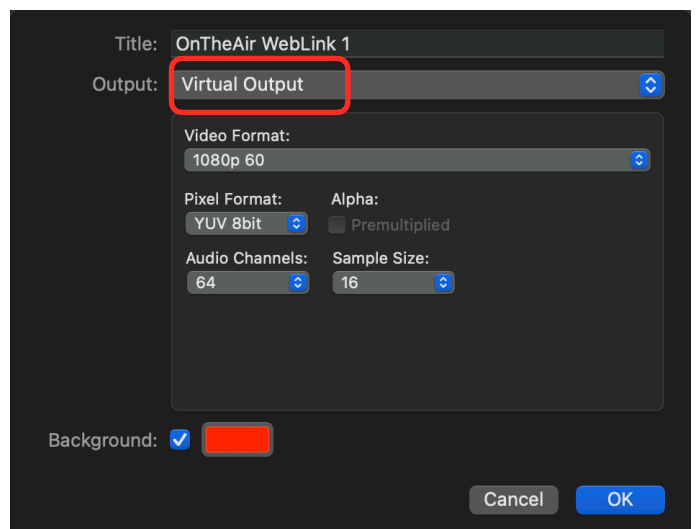 Title: OnTheAir WebLink 1
Output: Virtual Output
Video Format:
1080p 60
Pixel Format: Alpha:
YUV 8bit Premultiplied
Audio Channels: Sample Size:
64 16
Background:
Cancel OK